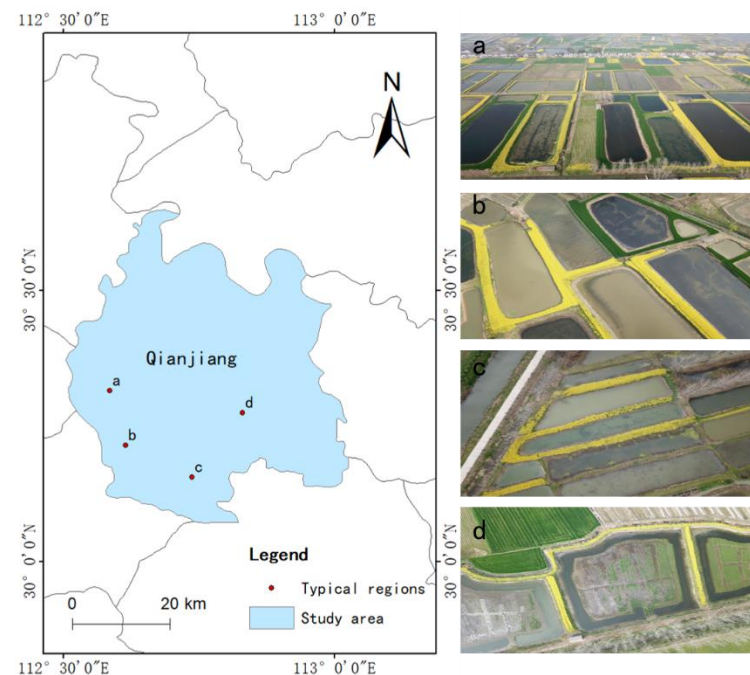 112° 30′0″E
113° 0′0″E
N
30° 30′0″N
30° 30′0″N
Qianjiang
a
b
c
d
30° 0′0″N
30° 0′0″N
Legend
Typical regions
Study area
0
20 km
112° 30′0″E
113° 0′0″E
a
b
c
d